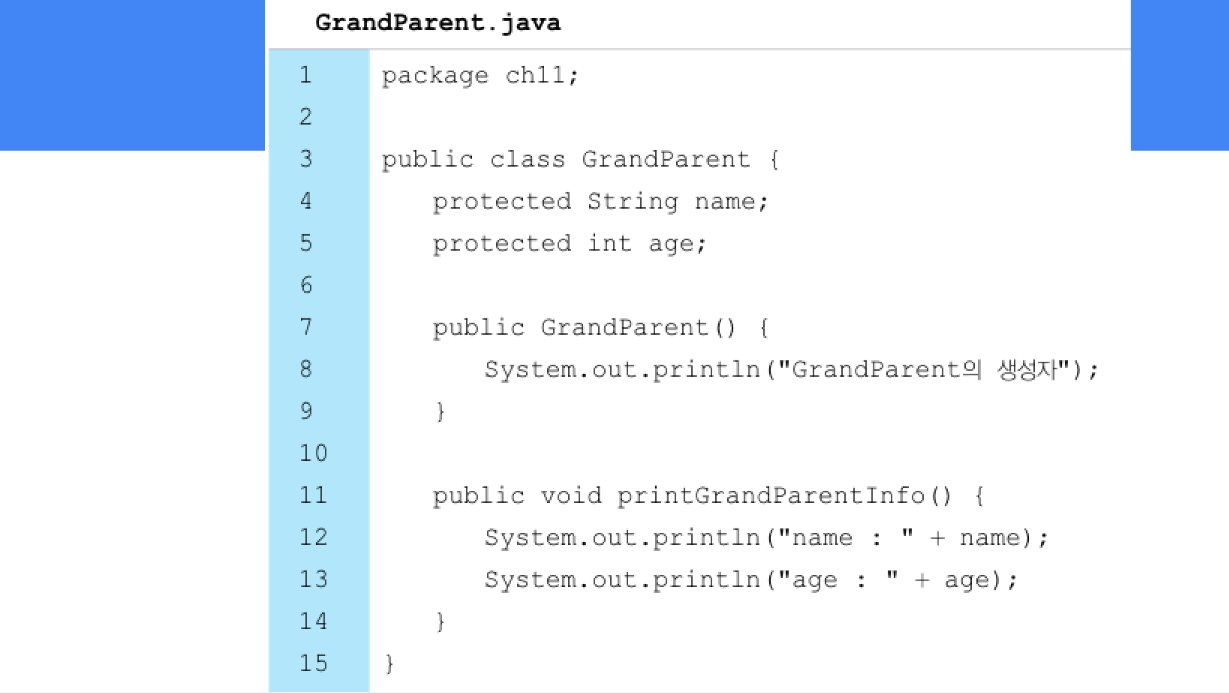 GrandParent.java
1 package ch11;
2
3 public class GrandParent {
4 protected String name;
5 protected int age;
6
7 public GrandParent() {
8 System.out.println("GrandParent의 생성자");
9 }
10
11 public void printGrandParentInfo() {
12 System.out.println("name : " + name);
13 System.out.println("age : " + age);
14 }
15 }